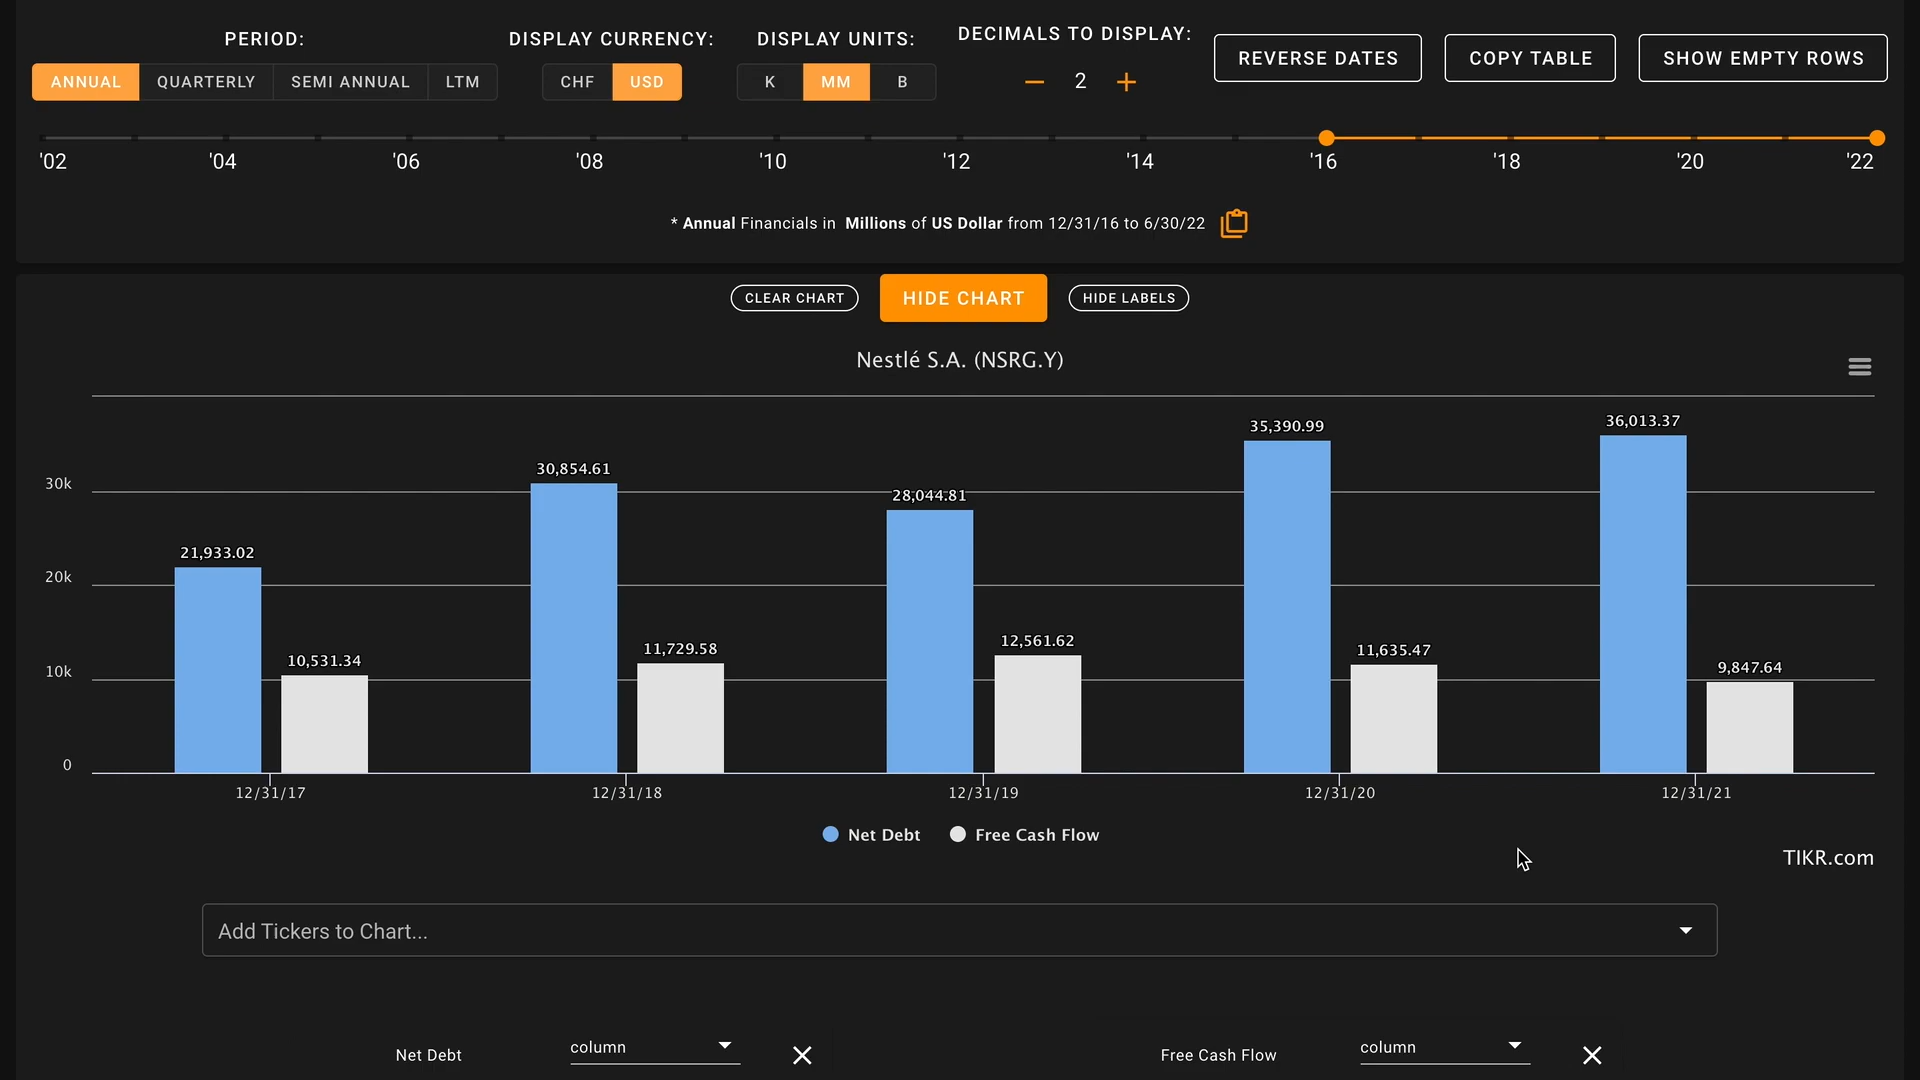 PERIOD:
DISPLAY CURRENCY:
DISPLAY UNITS:
DECIMALS TO DISPLAY:
ANNUAL QUARTERLY SEMI ANNUAL LTM
CHF USD
K MM B
2
REVERSE DATES
COPY TABLE
SHOW EMPTY ROWS
'02 '04 '06 '08 '10 '12 '14 '16 '18 '20 '22
* Annual Financials in Millions of US Dollar from 12/31/16 to 6/30/22
CLEAR CHART
HIDE CHART
HIDE LABELS
Nestlé S.A. (NSRG.Y)
30k
20k
10k
0
21,933.02
10,531.34
30,854.61
11,729.58
28,044.81
12,561.62
35,390.99
11,635.47
36,013.37
9,847.64
12/31/17 12/31/18 12/31/19 12/31/20 12/31/21
Net Debt Free Cash Flow
TIKR.com
Add Tickers to Chart...
Net Debt column
Free Cash Flow column